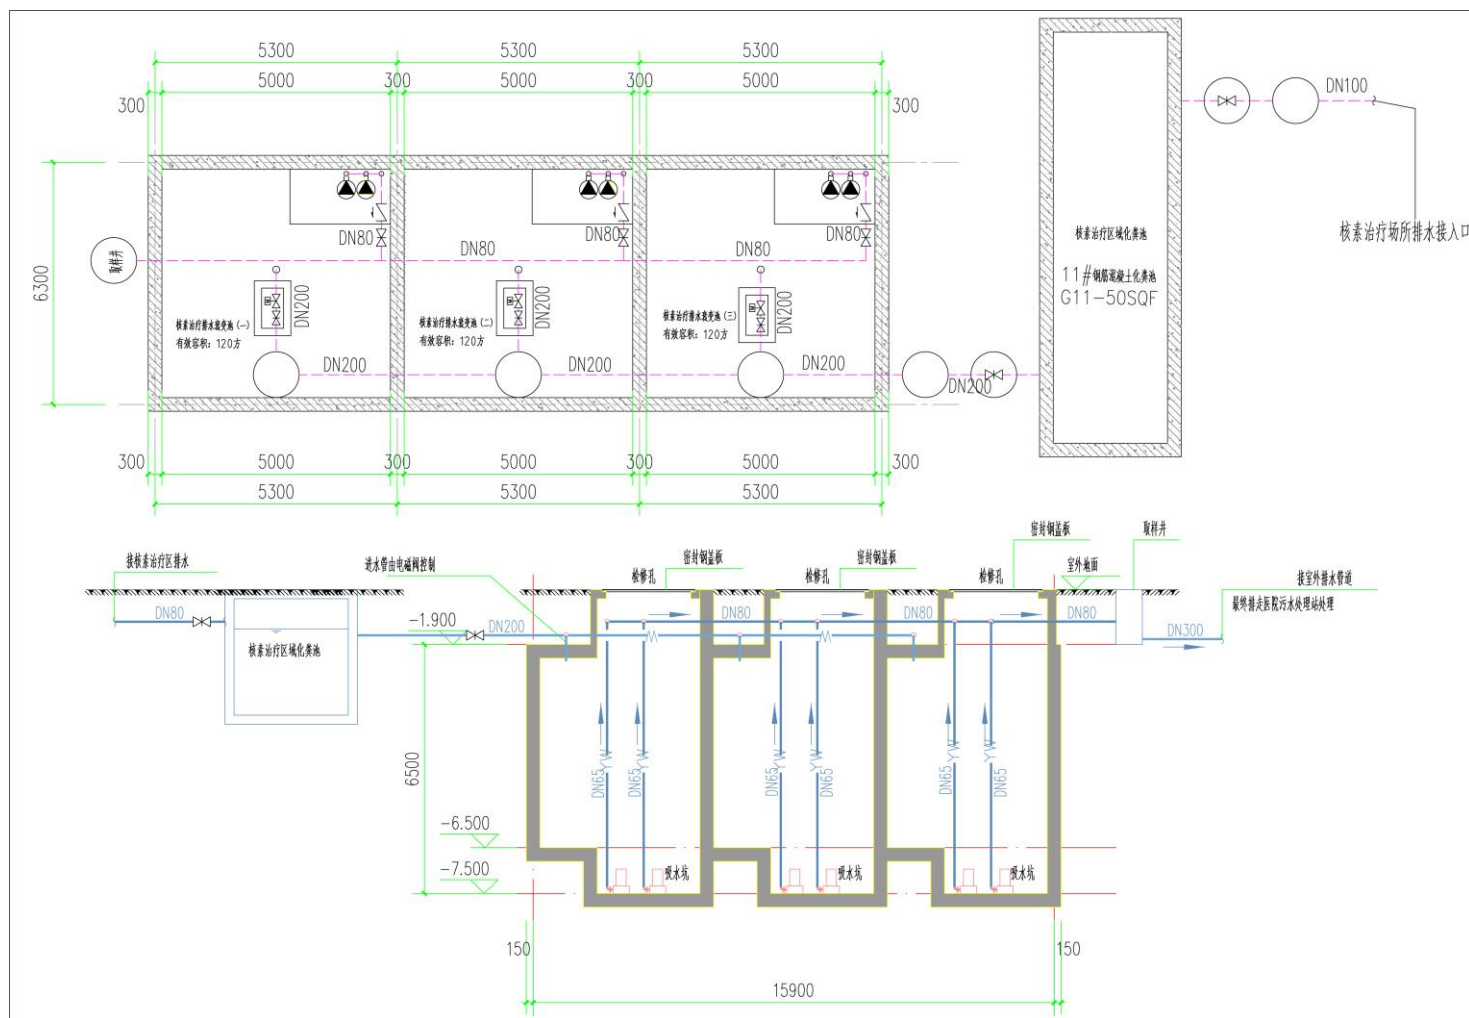 5300 5300 5300
300 5000 300 5000 300 5000 300
DN100
核素治疗场所排水接入口
6300
取样井
DN80 DN80 DN80 DN80 DN80
DN200 DN200 DN200
核素治疗排水衰变池(一)
有效容积: 120方
核素治疗排水衰变池(二)
有效容积: 120方
核素治疗排水衰变池(三)
有效容积: 120方
DN200 DN200 DN200 DN200
核素治疗区域化粪池
11#钢筋混凝土化粪池
G11-50SQF
300 5000 300 5000 300 5000 300
5300 5300 5300
接核素治疗区排水
进水管由电磁阀控制
密封钢盖板 密封钢盖板 密封钢盖板
取样井
检修孔 检修孔 检修孔
室外地面
接室外排水管道
最终排走医院污水处理站处理
DN80
-1.900
DN200
DN80 DN80 DN80
DN300
核素治疗区域化粪池
6500
YW YW YW YW YW YW
DN65 DN65 DN65 DN65 DN65 DN65
-6.500
-7.500
吸水坑 吸水坑 吸水坑
150 150
15900